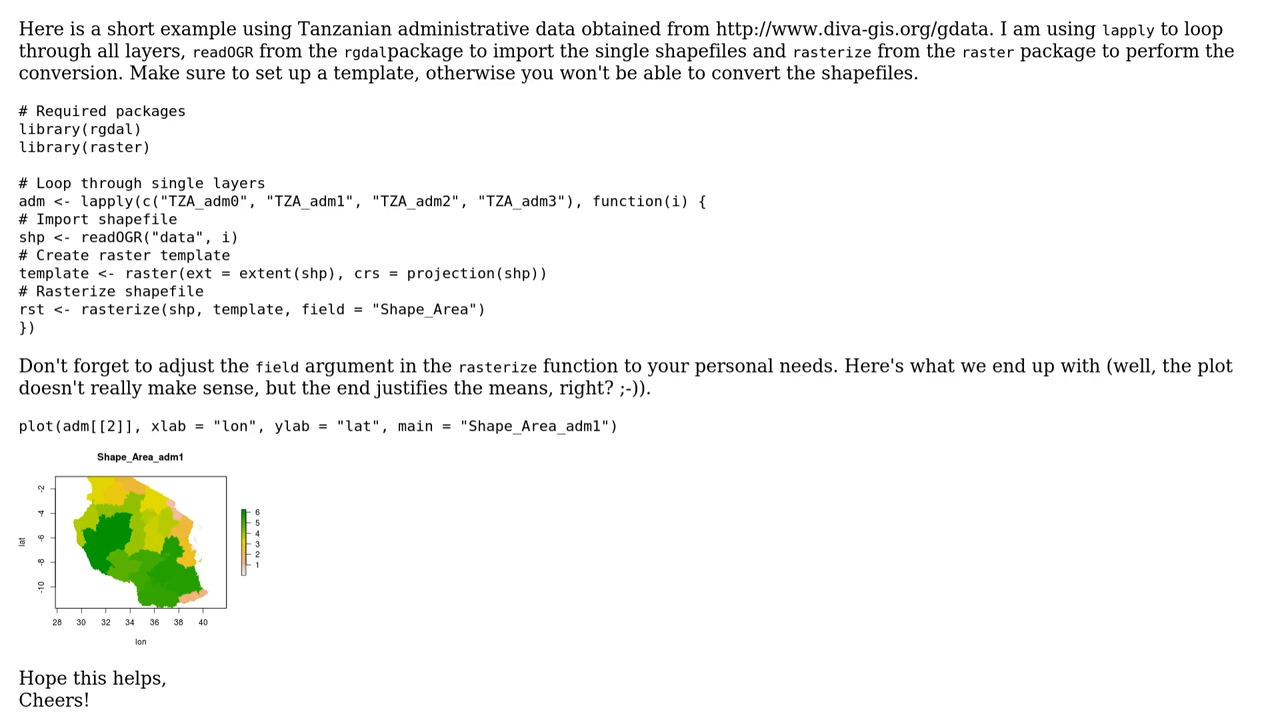 Here is a short example using Tanzanian administrative data obtained from http://www.diva-gis.org/gdata. I am using lapply to loop
through all layers, readOGR from the rgdalpackage to import the single shapefiles and rasterize from the raster package to perform the
conversion. Make sure to set up a template, otherwise you won't be able to convert the shapefiles.
# Required packages
library(rgdal)
library(raster)
# Loop through single layers
adm <- lapply(c("TZA_adm0", "TZA_adm1", "TZA_adm2", "TZA_adm3"), function(i) {
# Import shapefile
shp <- readOGR("data", i)
# Create raster template
template <- raster(ext = extent(shp), crs = projection(shp))
# Rasterize shapefile
rst <- rasterize(shp, template, field = "Shape_Area")
})
Don't forget to adjust the field argument in the rasterize function to your personal needs. Here's what we end up with (well, the plot
doesn't really make sense, but the end justifies the means, right? ;-)).
plot(adm[[2]], xlab = "lon", ylab = "lat", main = "Shape_Area_adm1")
Shape_Area_adm1
-2
-4
-6
-8
-10
lat
6
5
4
3
2
1
28 30 32 34 36 38 40
lon
Hope this helps,
Cheers!